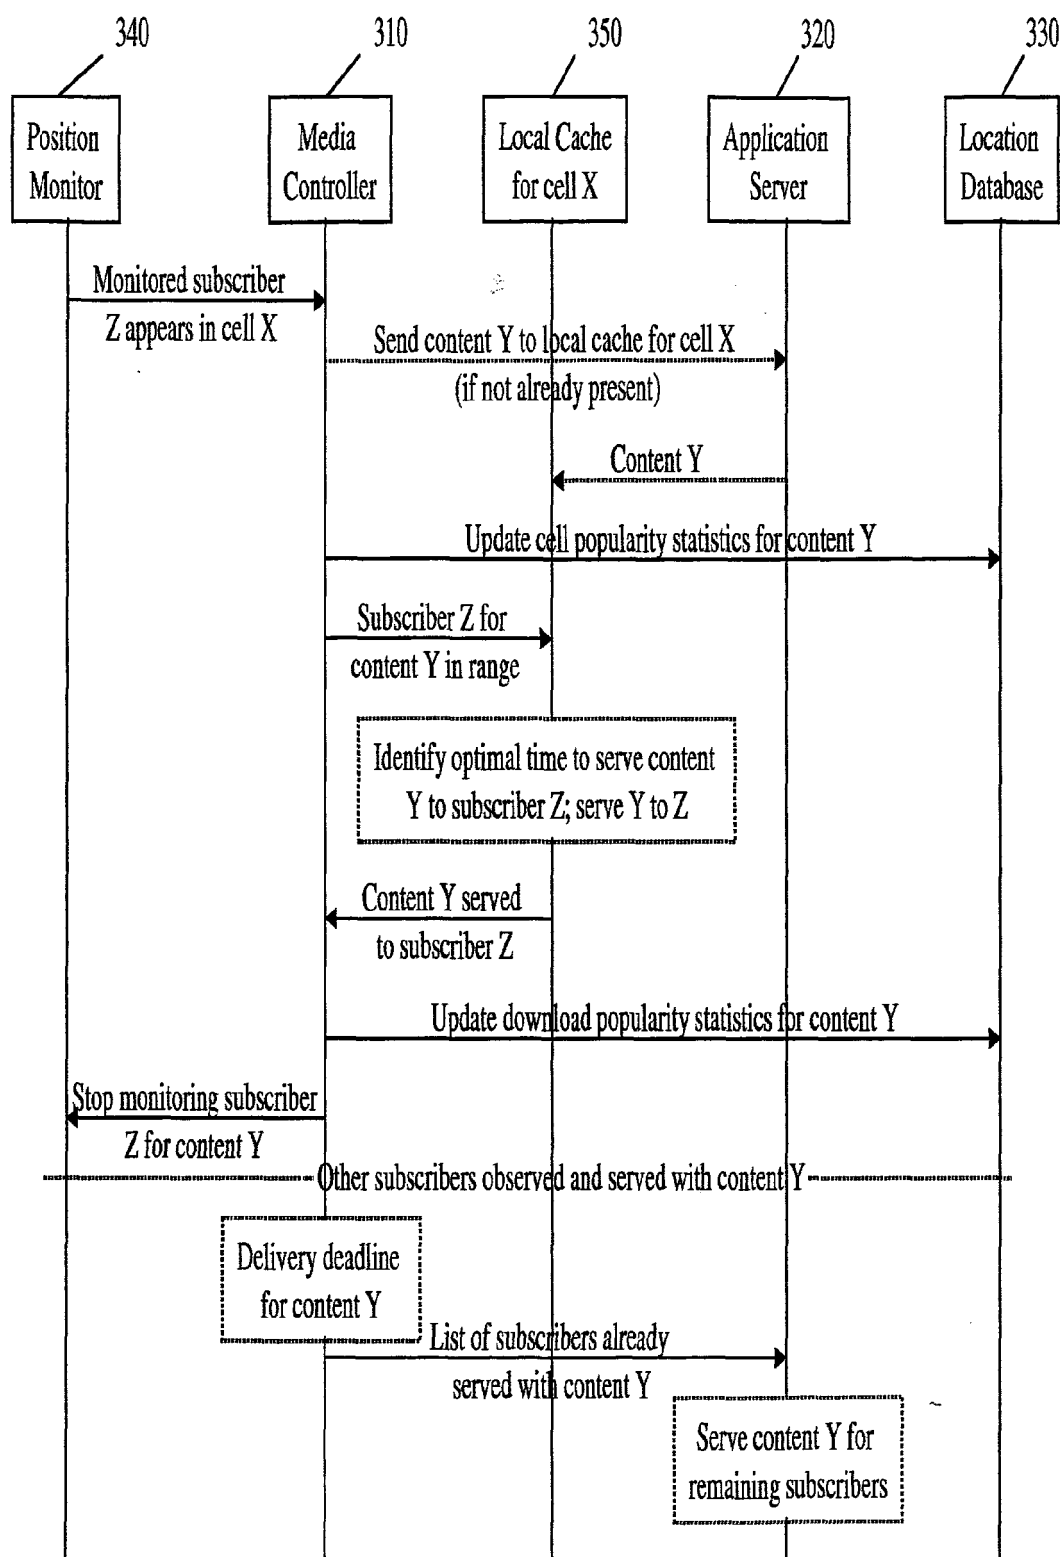 340
310
350
320
330
Position
Monitor
Media
Controller
Local Cache
for cell X
Application
Server
Location
Database
Monitored subscriber
Z appears in cell X
Send content Y to local cache for cell X
(if not already present)
Content Y
Update cell popularity statistics for content Y
Subscriber Z for
content Y in range
Identify optimal time to serve content
Y to subscriber Z; serve Y to Z
Content Y served
to subscriber Z
Update download popularity statistics for content Y
Stop monitoring subscriber
Z for content Y
Other subscribers observed and served with content Y
Delivery deadline
for content Y
List of subscribers already
served with content Y
Serve content Y for
remaining subscribers